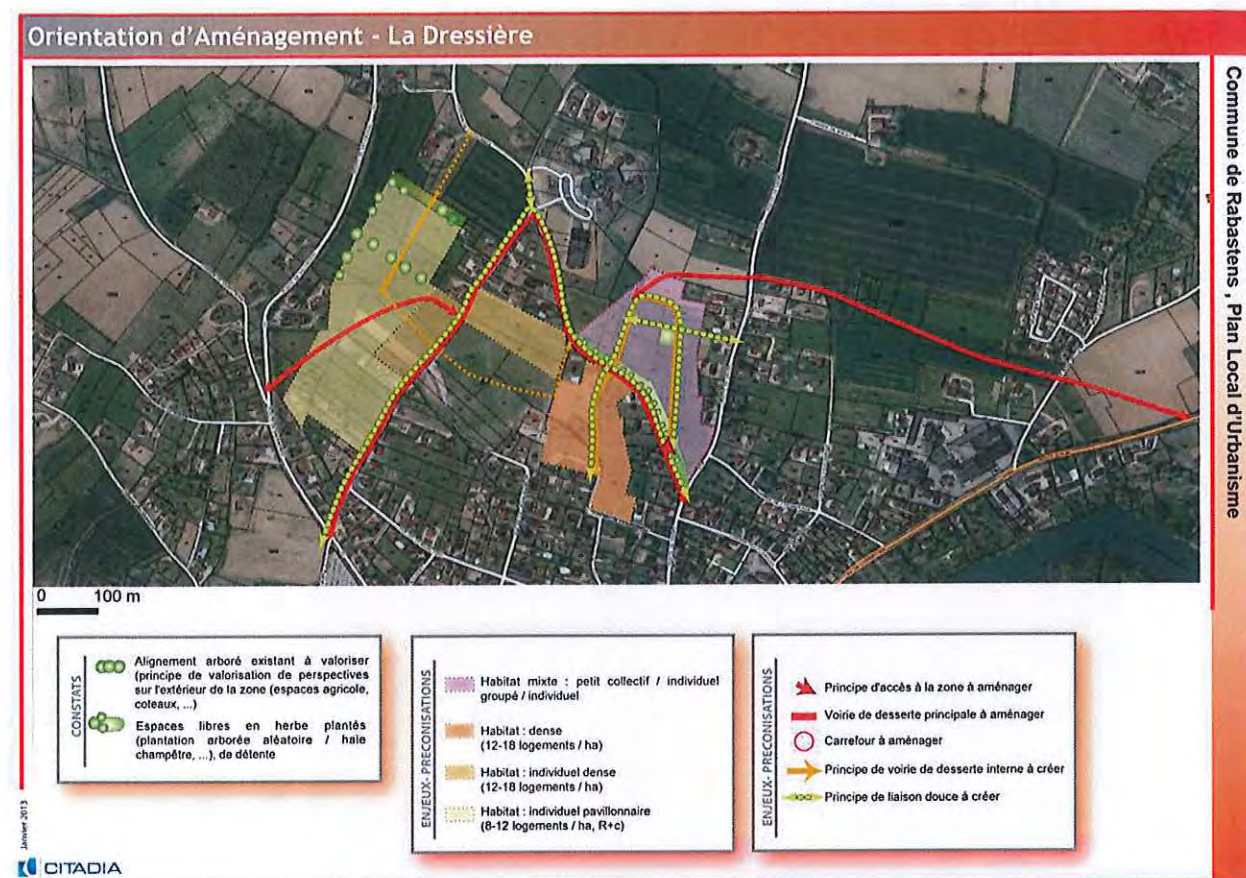 Orientation d'Aménagement - La Dressière
Commune de Rabastens , Plan Local d'Urbanisme
0 100 m
CONSTATS
Alignement arboré existant à valoriser
(principe de valorisation de perspectives
sur l'extérieur de la zone (espaces agricole,
coteaux, ...)
Espaces libres en herbe plantés
(plantation arborée aléatoire / haie
champêtre, ...), de détente
ENJEUX- PRECONISATIONS
Habitat mixte : petit collectif / individuel
groupé / individuel
Habitat : dense
(12-18 logements / ha)
Habitat : individuel dense
(12-18 logements / ha)
Habitat : individuel pavillonnaire
(8-12 logements / ha, R+c)
ENJEUX- PRECONISATIONS
Principe d'accès à la zone à aménager
Voirie de desserte principale à aménager
Carrefour à aménager
Principe de voirie de desserte interne à créer
Principe de liaison douce à créer
Janvier 2013
CITADIA